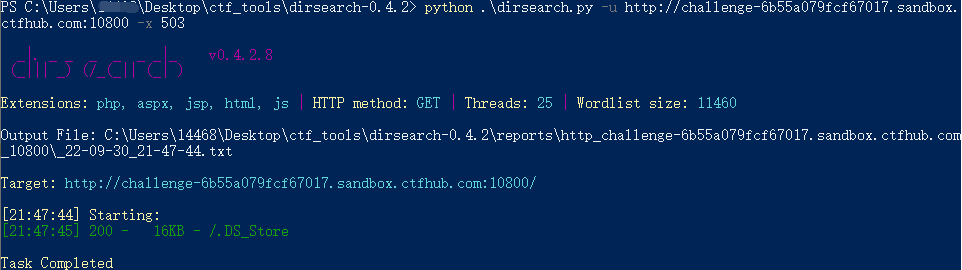 PS C:\Users\\Desktop\ctf_tools\dirsearch-0.4.2> python .\dirsearch.py -u http://challenge-6b55a079fcf67017.sandbox.
ctfhub.com:10800 -x 503
dirsearch v0.4.2.8
Extensions: php, aspx, jsp, html, js | HTTP method: GET | Threads: 25 | Wordlist size: 11460
Output File: C:\Users\14468\Desktop\ctf_tools\dirsearch-0.4.2\reports\http_challenge-6b55a079fcf67017.sandbox.ctfhub.com
_10800\_22-09-30_21-47-44.txt
Target: http://challenge-6b55a079fcf67017.sandbox.ctfhub.com:10800/
[21:47:44] Starting:
[21:47:45] 200 - 16KB - /.DS_Store
Task Completed